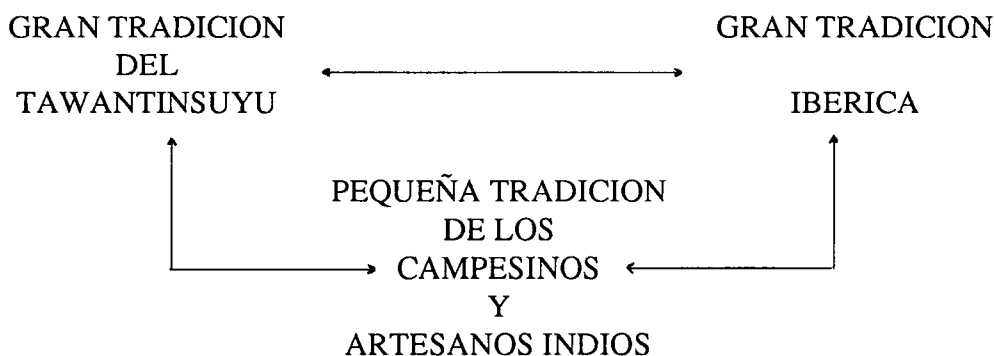 GRAN TRADICION
DEL
TAWANTINSUYU
GRAN TRADICION
IBERICA
PEQUEÑA TRADICION
DE LOS
CAMPESINOS
Y
ARTESANOS INDIOS